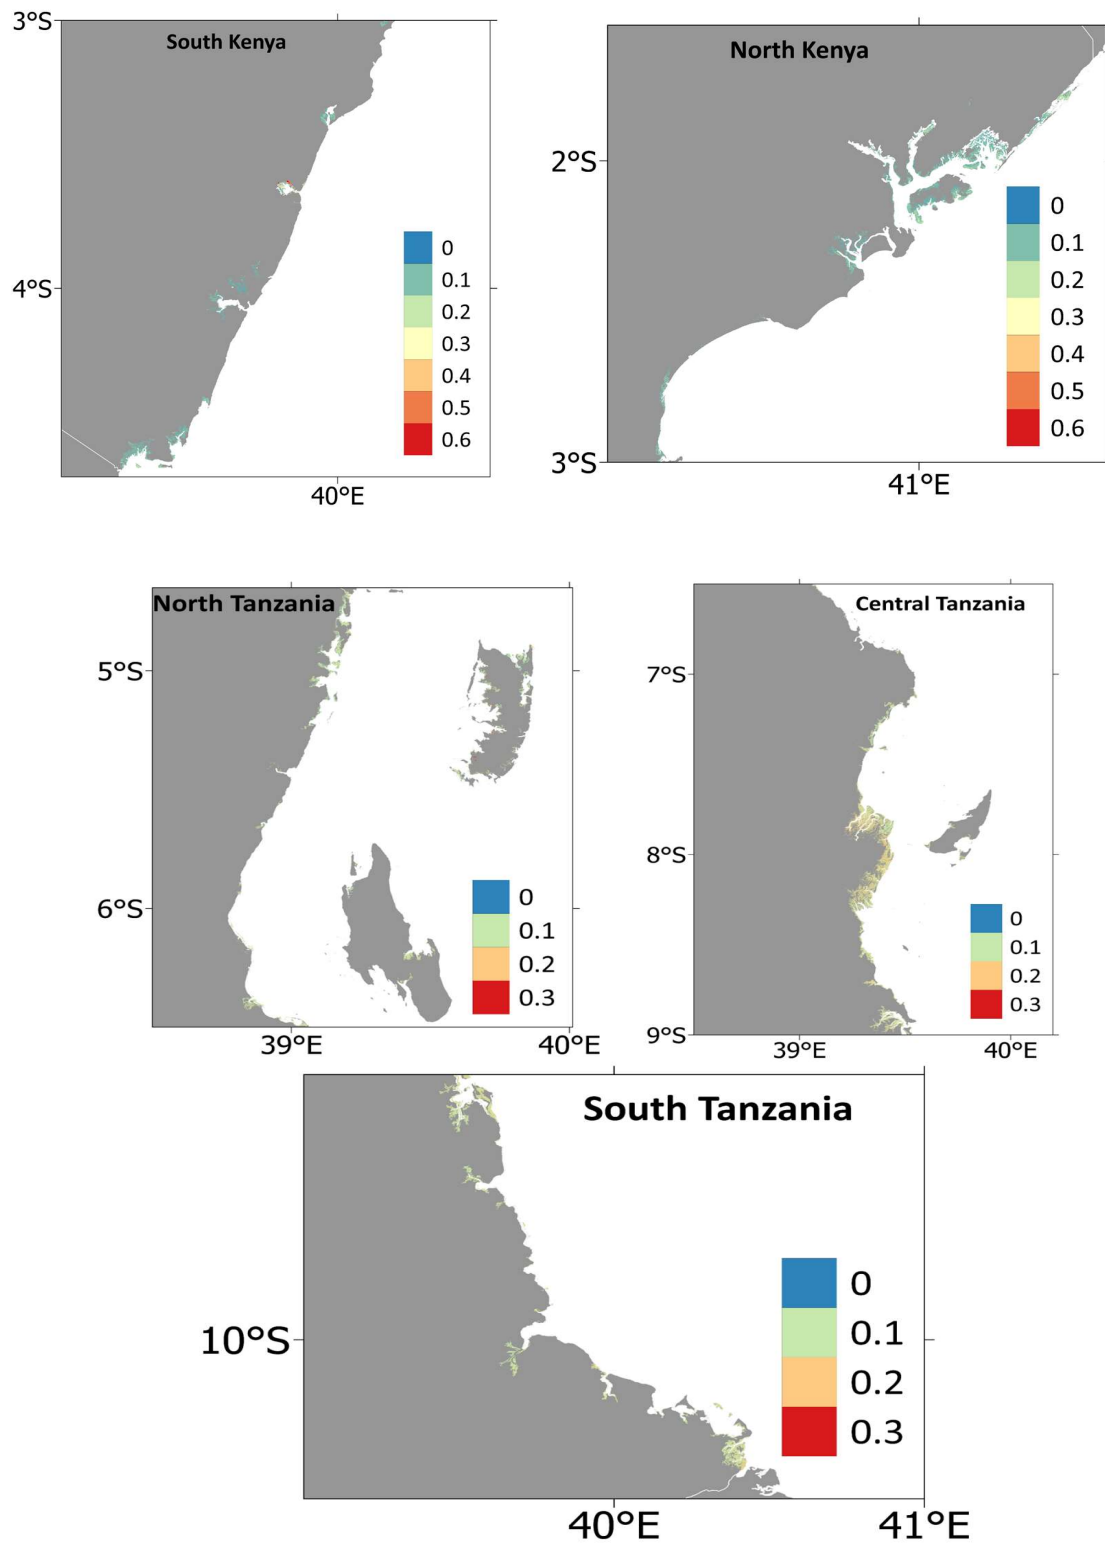 3°S
South Kenya
4°S
0
0.1
0.2
0.3
0.4
0.5
0.6
40°E
North Kenya
2°S
0
0.1
0.2
0.3
0.4
0.5
0.6
3°S
41°E
North Tanzania
5°S
6°S
0
0.1
0.2
0.3
39°E
40°E
Central Tanzania
7°S
8°S
0
0.1
0.2
0.3
9°S
39°E
40°E
South Tanzania
10°S
0
0.1
0.2
0.3
40°E
41°E